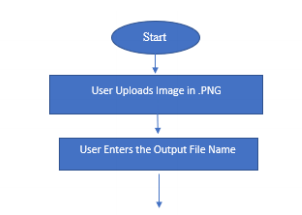 Start
User Uploads Image in .PNG
User Enters the Output File Name